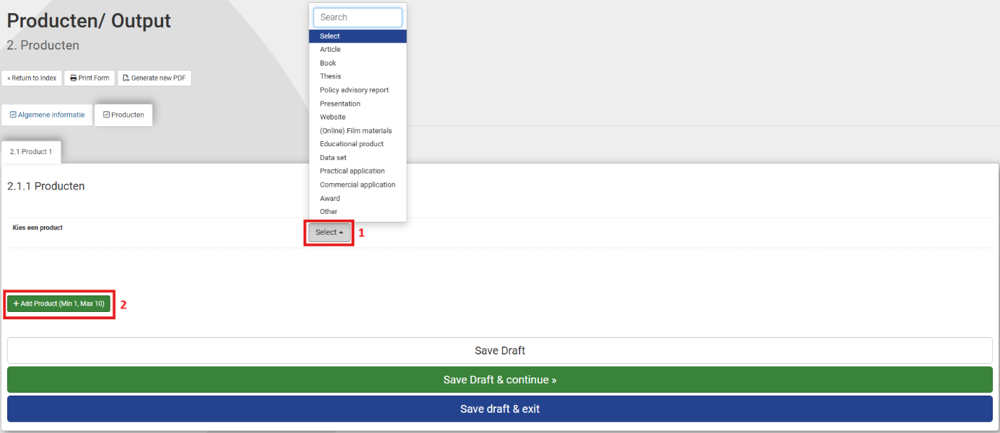 Producten/ Output
2. Producten
« Return to Index
Print Form
Generate new PDF
Algemene informatie
Producten
2.1 Product 1
2.1.1 Producten
Kies een product
Search
Select
Article
Book
Thesis
Policy advisory report
Presentation
Website
(Online) Film materials
Educational product
Data set
Practical application
Commercial application
Award
Other
Select
1
+ Add Product (Min 1, Max 10)
2
Save Draft
Save Draft & continue »
Save draft & exit